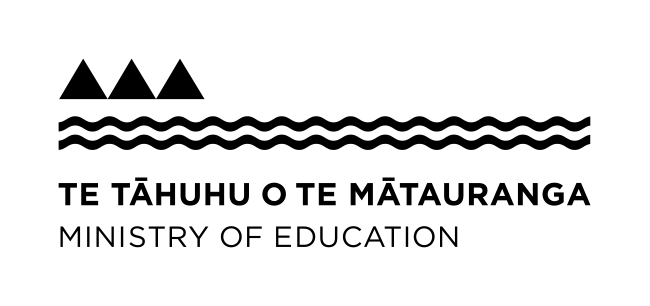 TE TĀHUHU O TE MĀTAURANGA
MINISTRY OF EDUCATION